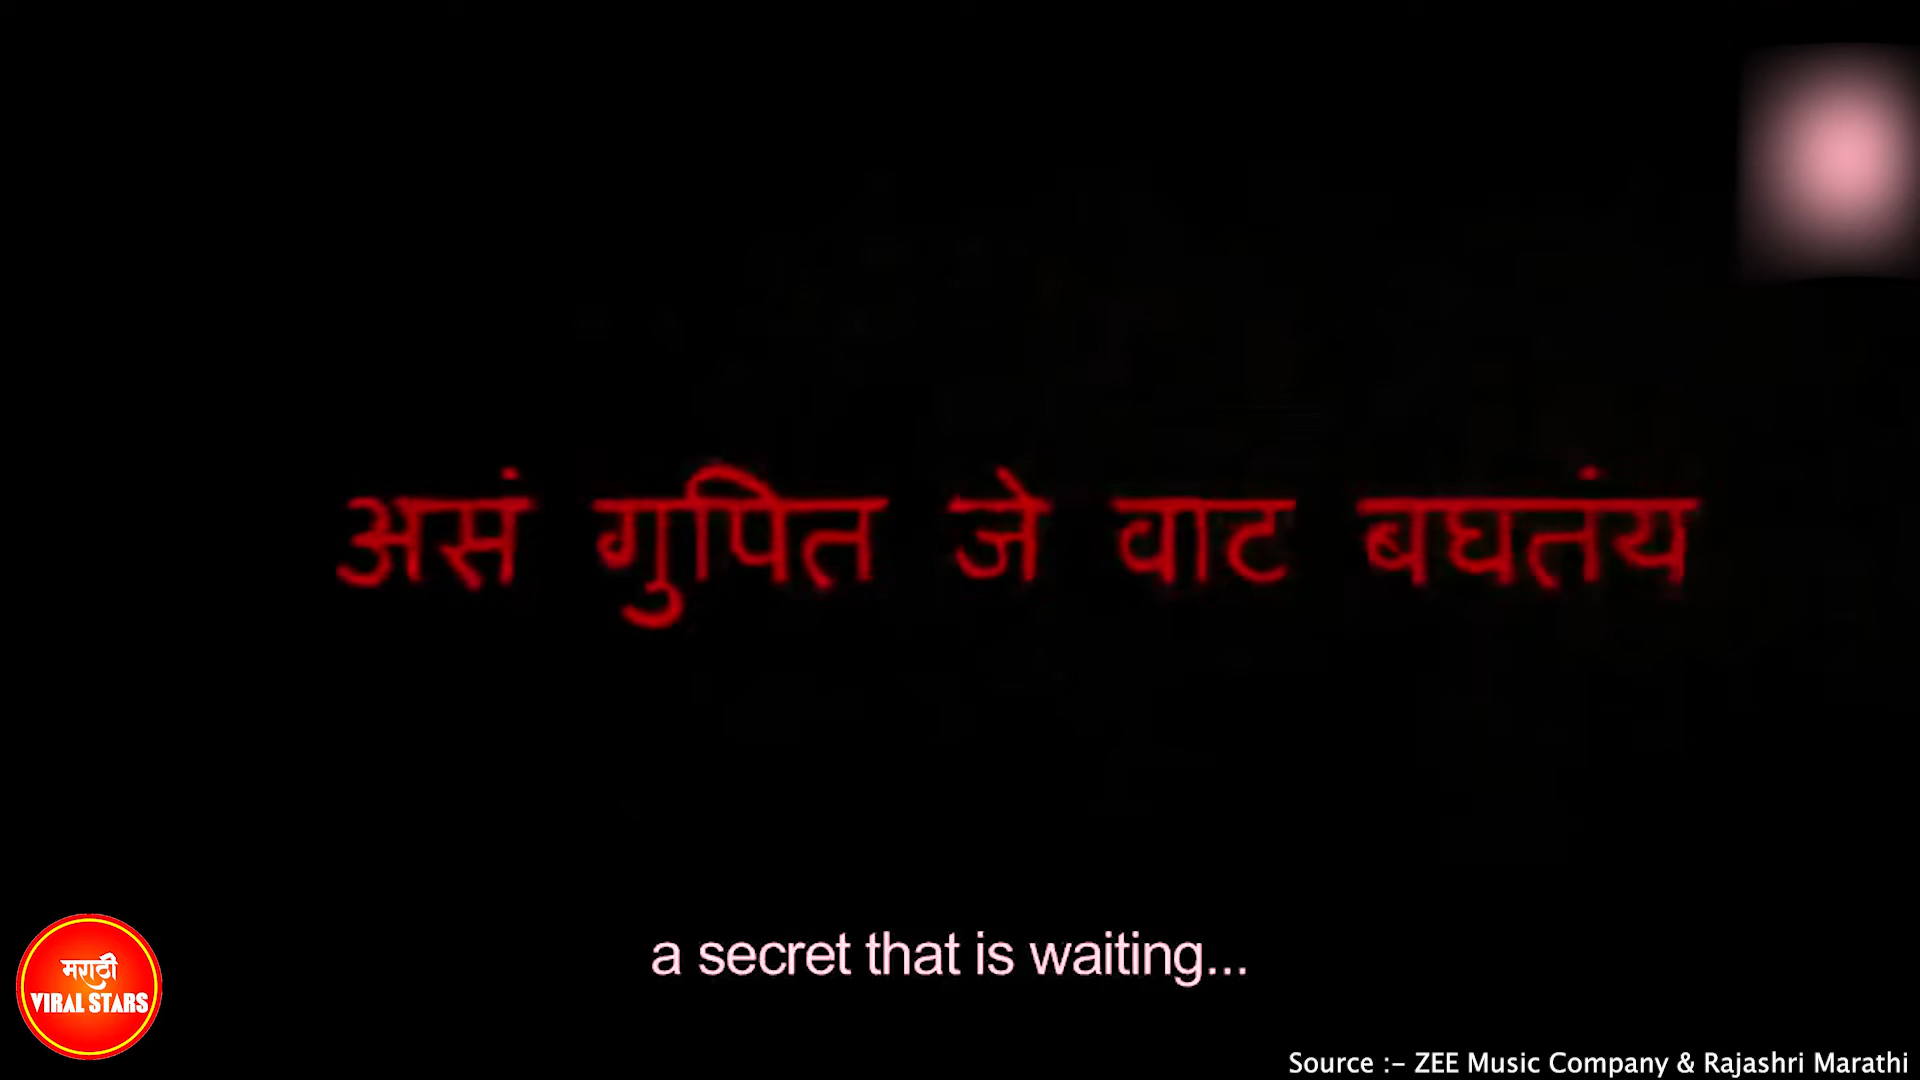 असं गुपित जे वाट बघतंय
a secret that is waiting...
मराठी
VIRAL STARS
Source :- ZEE Music Company & Rajashri Marathi